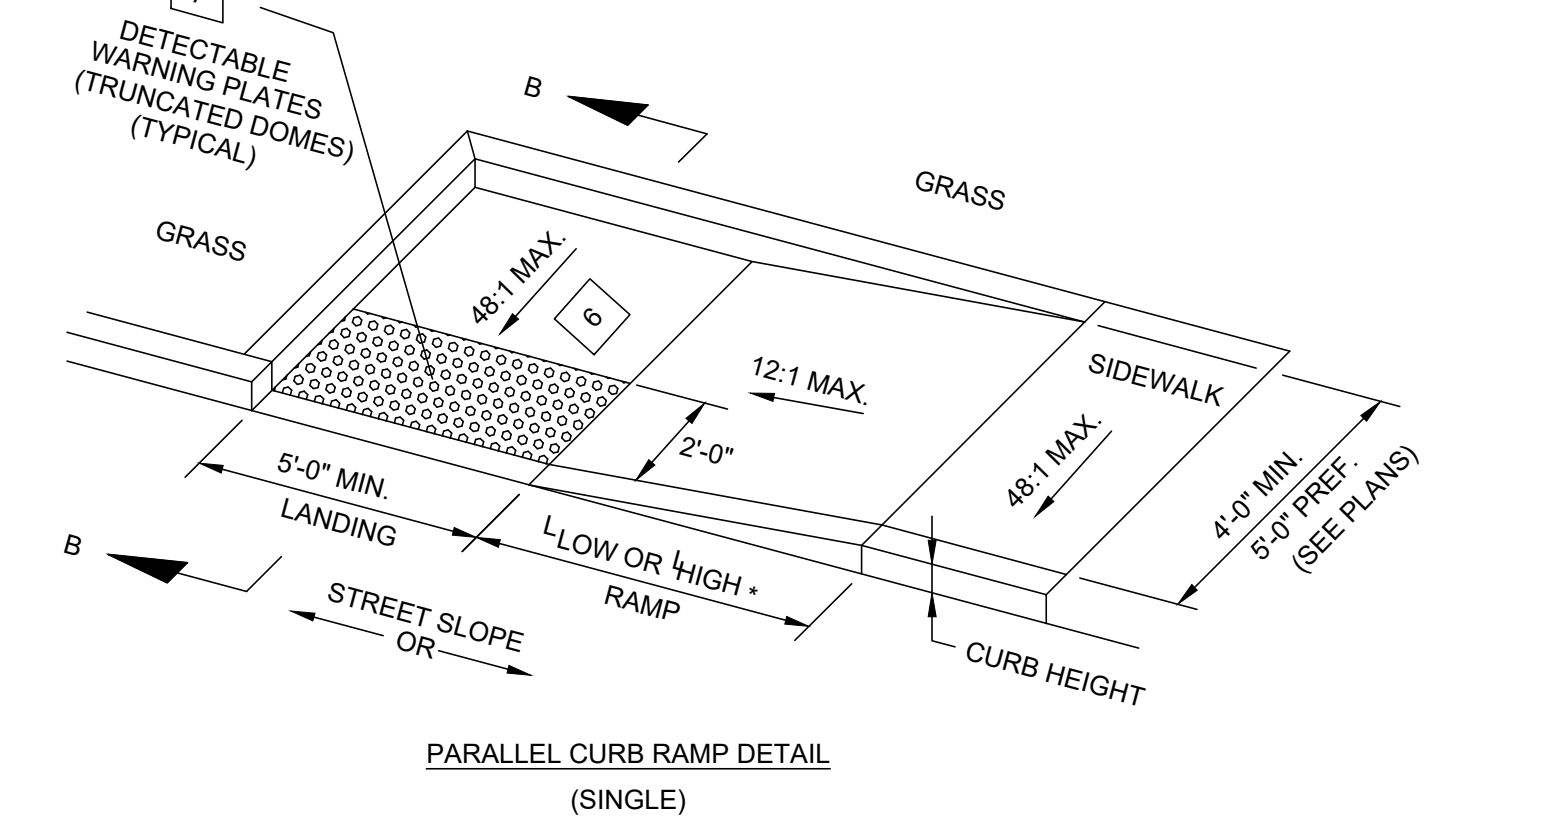 DETECTABLE
WARNING PLATES
(TRUNCATED DOMES)
(TYPICAL)
B
GRASS
GRASS
48:1 MAX.
6
12:1 MAX.
SIDEWALK
48:1 MAX.
2'-0"
4'-0" MIN.
5'-0" PREF.
(SEE PLANS)
5'-0" MIN.
LANDING
LLOW OR LHIGH *
RAMP
B
STREET SLOPE
OR
CURB HEIGHT
PARALLEL CURB RAMP DETAIL
(SINGLE)